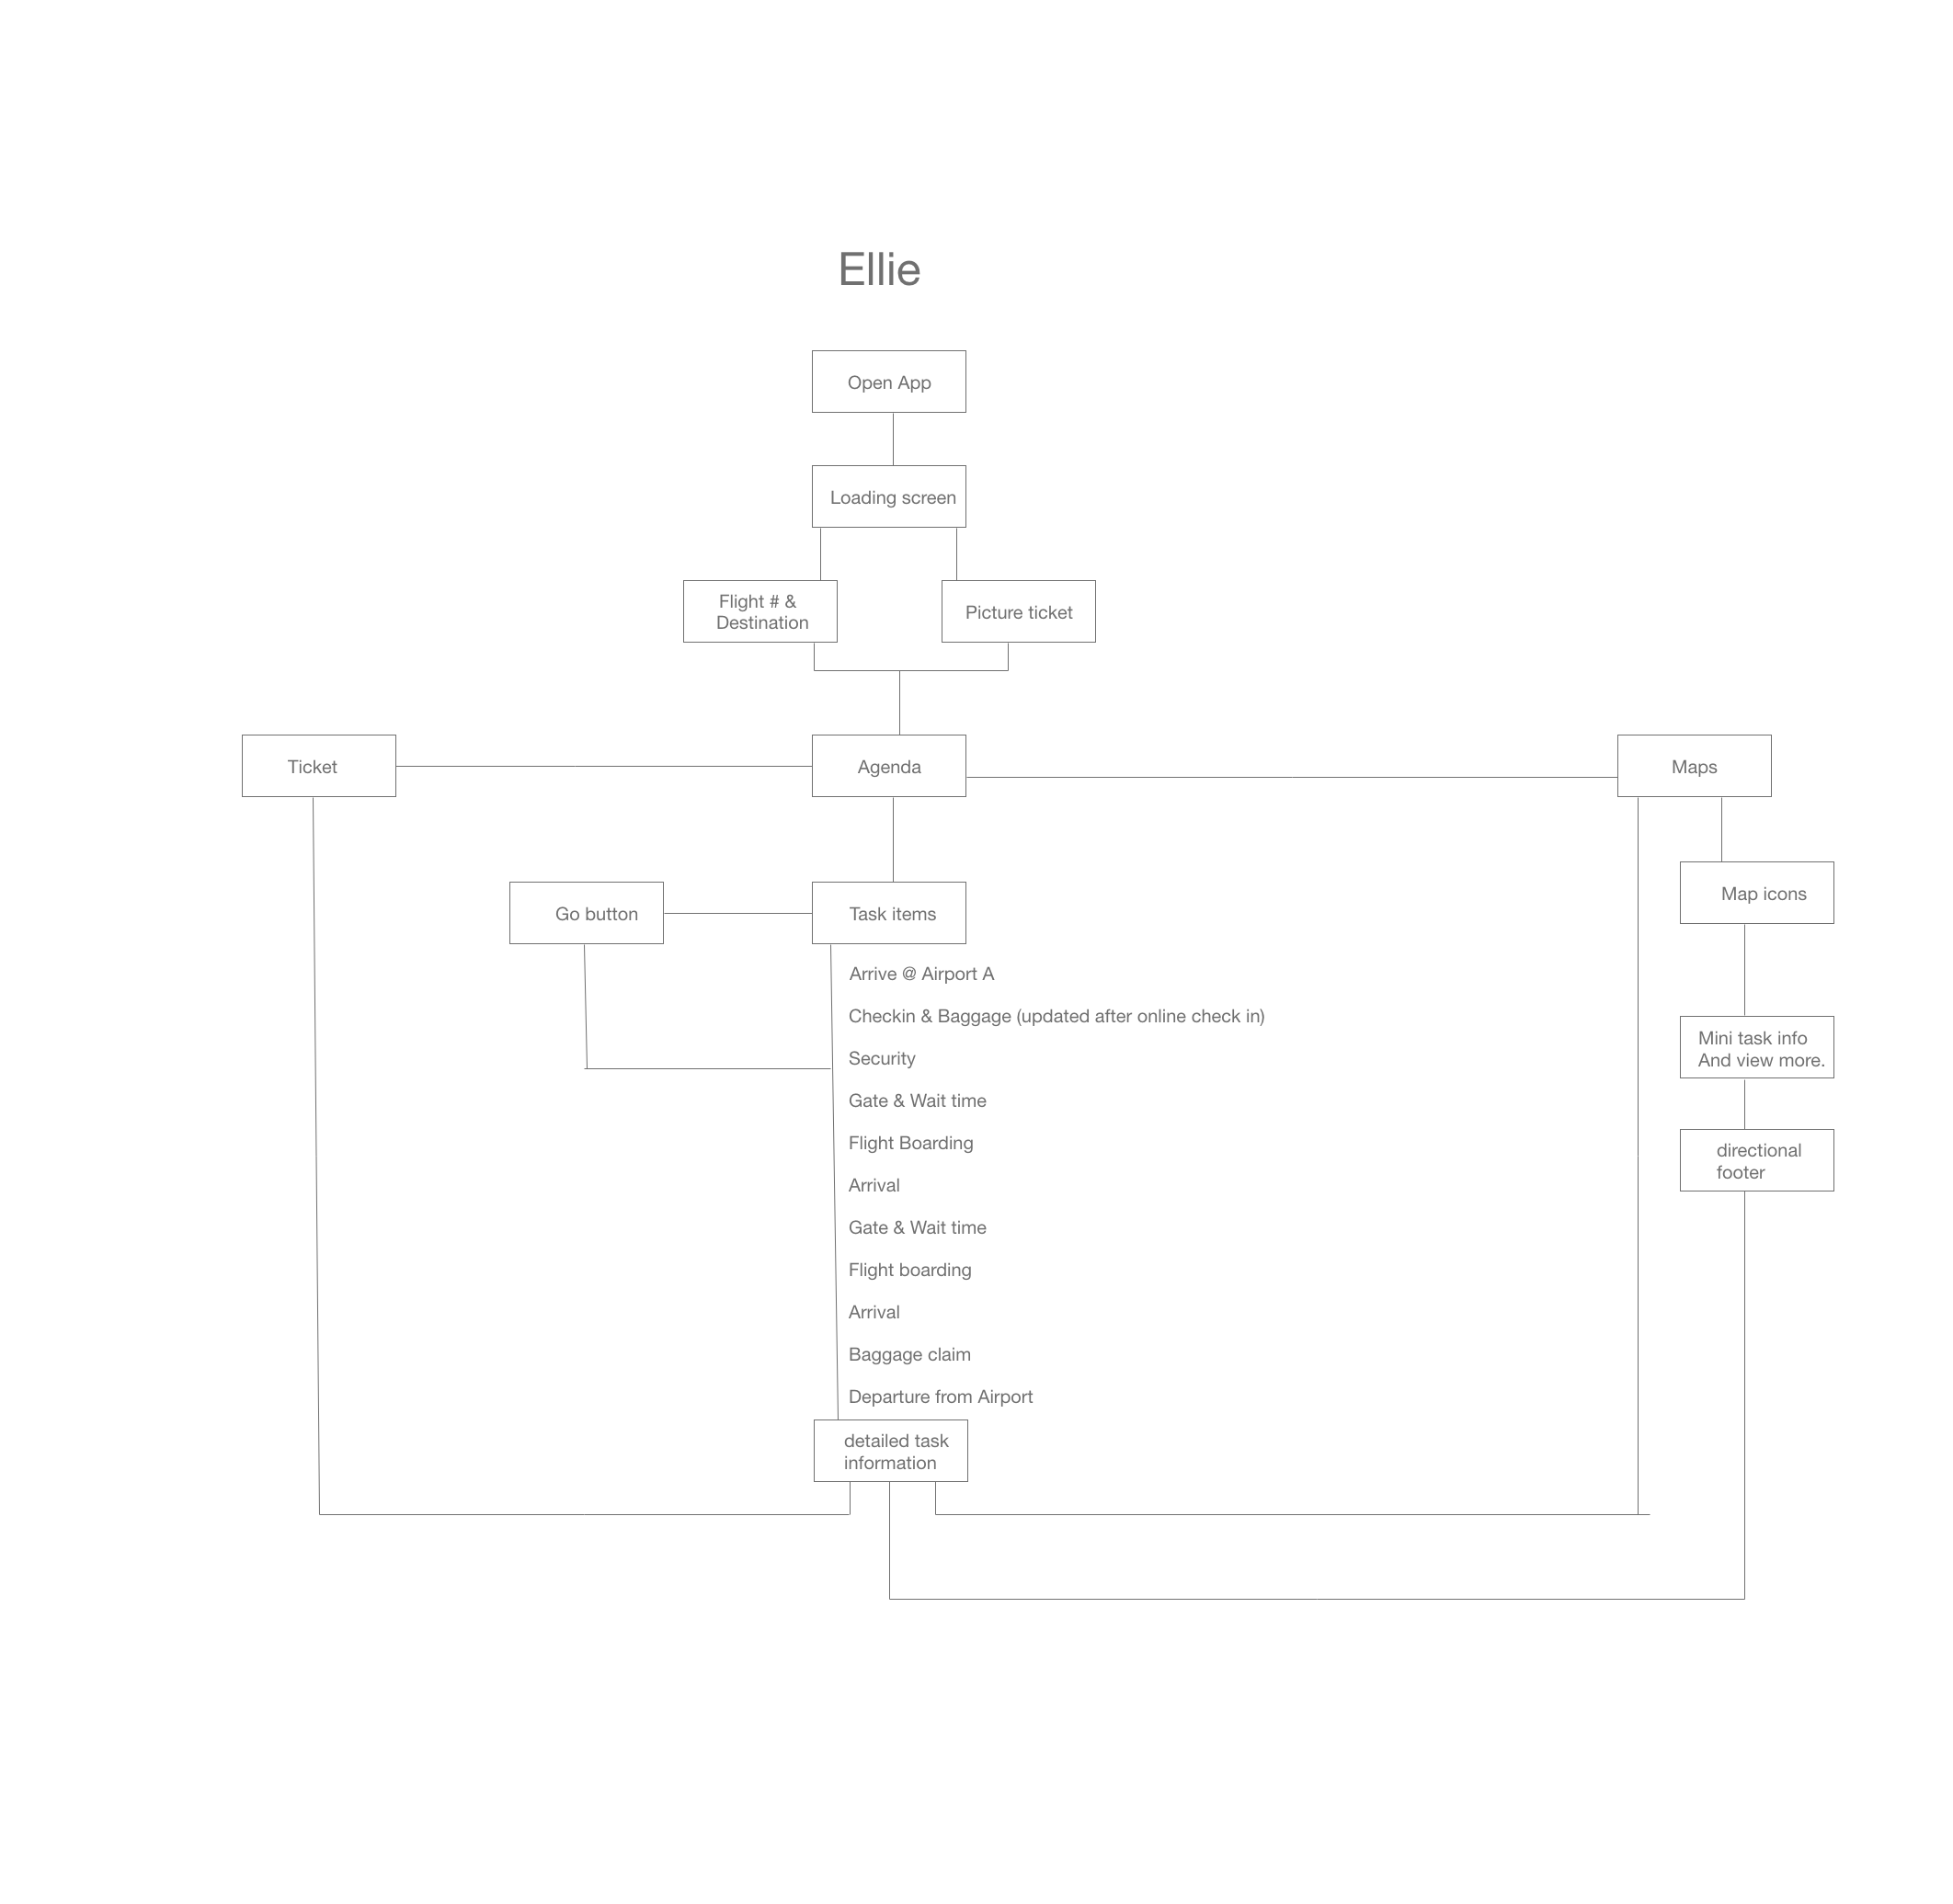 Ellie
Open App
Loading screen
Flight # &
Destination
Picture ticket
Ticket
Agenda
Maps
Map icons
Go button
Task items
Arrive @ Airport A
Checkin & Baggage (updated after online check in)
Security
Gate & Wait time
Flight Boarding
Arrival
Gate & Wait time
Flight boarding
Arrival
Baggage claim
Departure from Airport
Mini task info
And view more.
directional
footer
detailed task
information